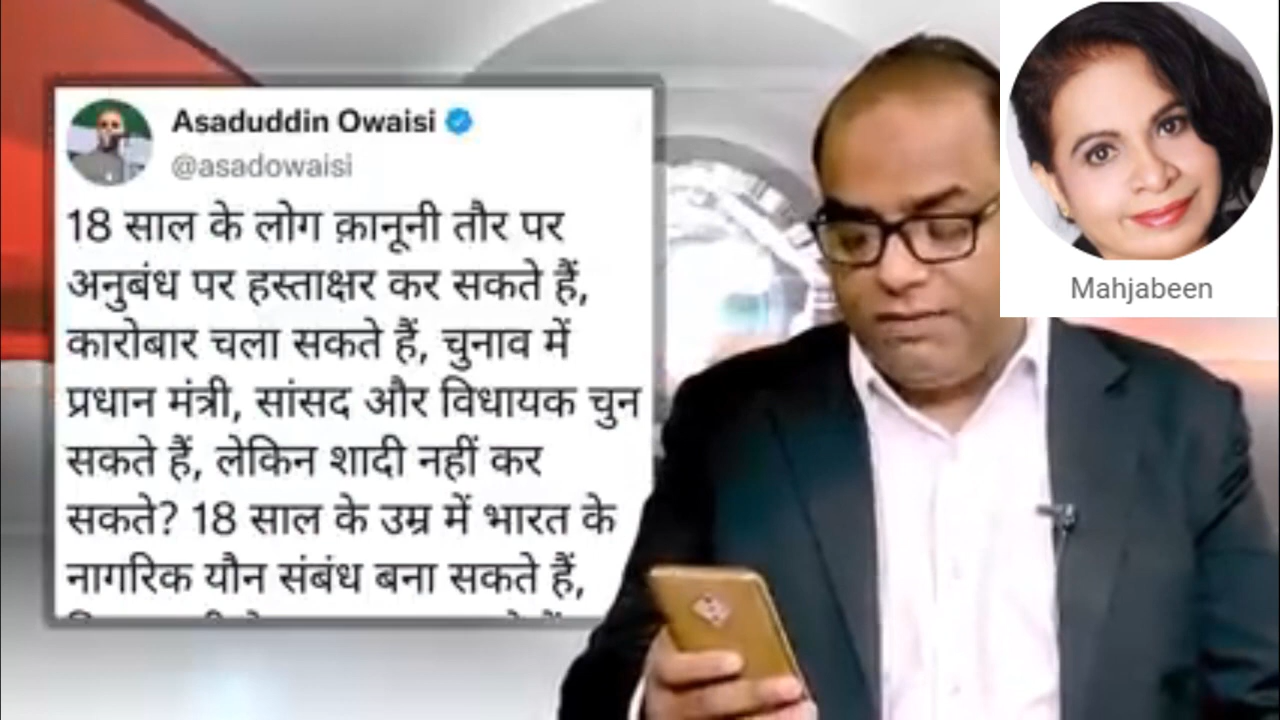 Asaduddin Owaisi
@asadowaisi
18 साल के लोग क़ानूनी तौर पर
अनुबंध पर हस्ताक्षर कर सकते हैं,
कारोबार चला सकते हैं, चुनाव में
प्रधान मंत्री, सांसद और विधायक चुन
सकते हैं, लेकिन शादी नहीं कर
सकते? 18 साल के उम्र में भारत के
नागरिक यौन संबंध बना सकते हैं,
Mahjabeen